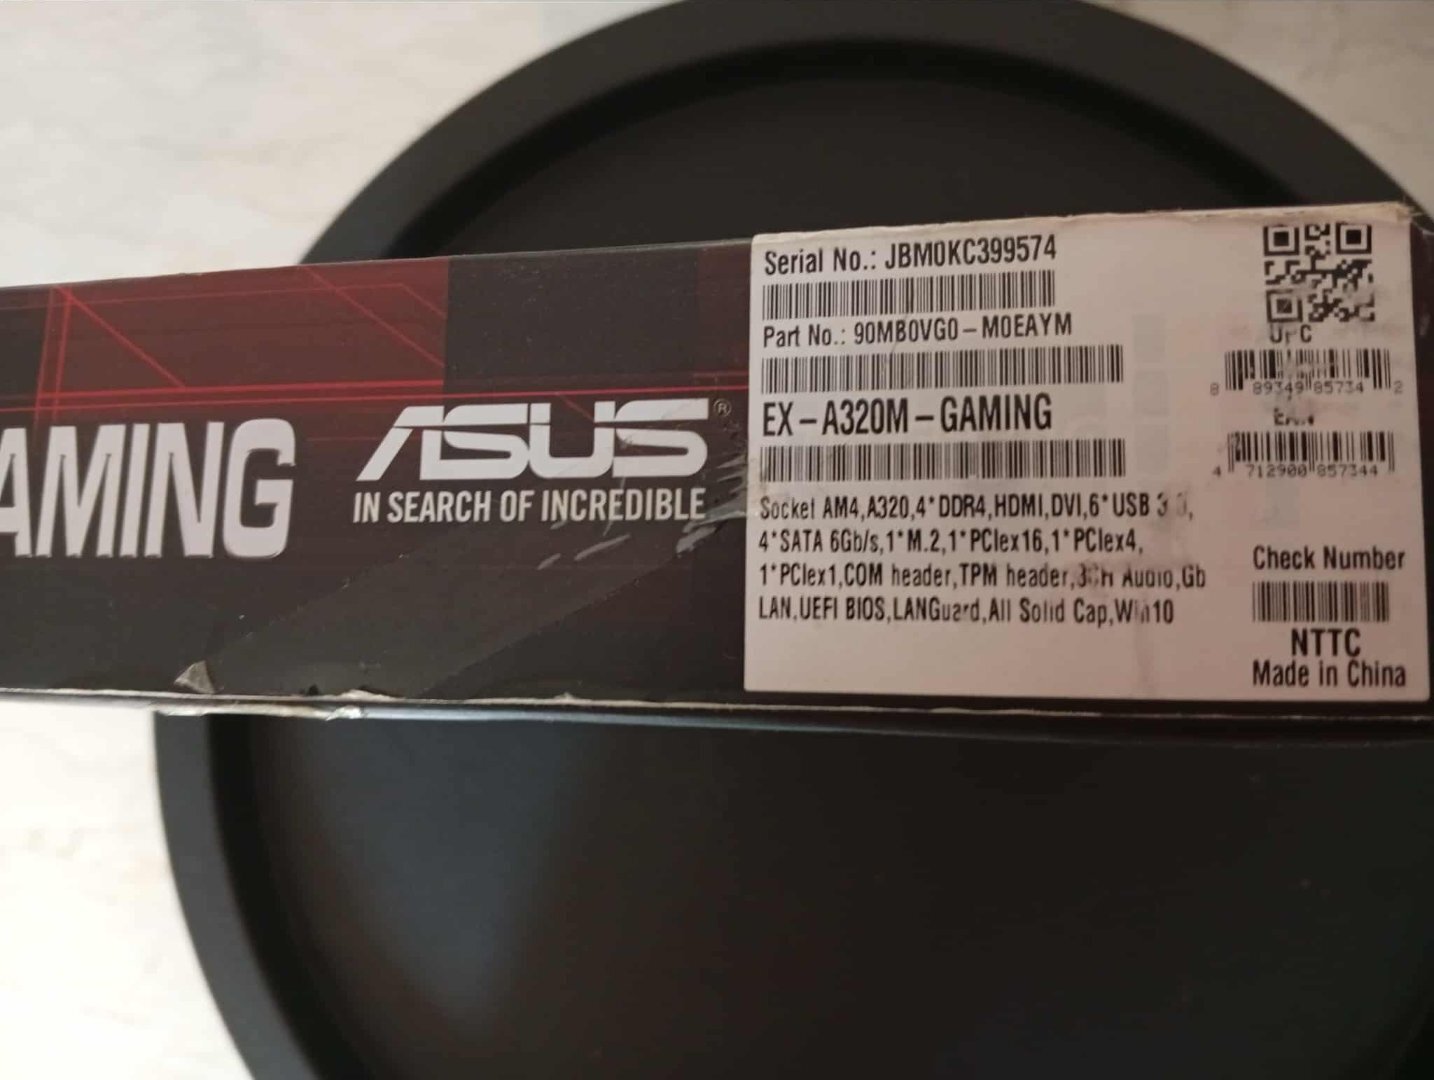 AMING
ASUS®
IN SEARCH OF INCREDIBLE
Serial No.: JBM0KC399574
Part No.: 90MB0VG0-M0EAYM
EX-A320M-GAMING
Socket AM4,A320,4*DDR4,HDMI,DVI,6*USB
4*SATA 6Gb/s,1*M.2,1*PCIex16,1*PCIex4,
1*PCIex1,COM header,TPM header, Audio,Gb
LAN,UEFI BIOS,LANGuard,All Solid Cap,Win10
UPC
8 89349 85734 2
EAN
4 712900 857344
Check Number
NTTC
Made in China